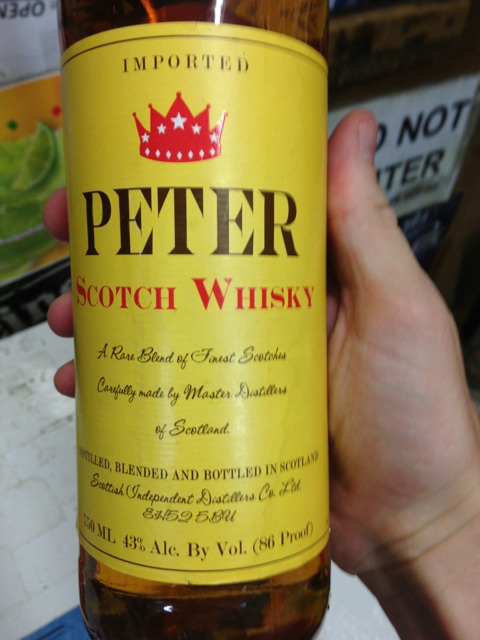 IMPORTED
PETER
SCOTCH WHISKY
A Rare Blend of Finest Scotches
Carefully made by Master Distillers
of Scotland.
DISTILLED, BLENDED AND BOTTLED IN SCOTLAND
Scottish Independent Distillers Co. Ltd.
EH52 5BU
750 ML. 43% Alc. By Vol. (86 Proof)
OPEN
NOT